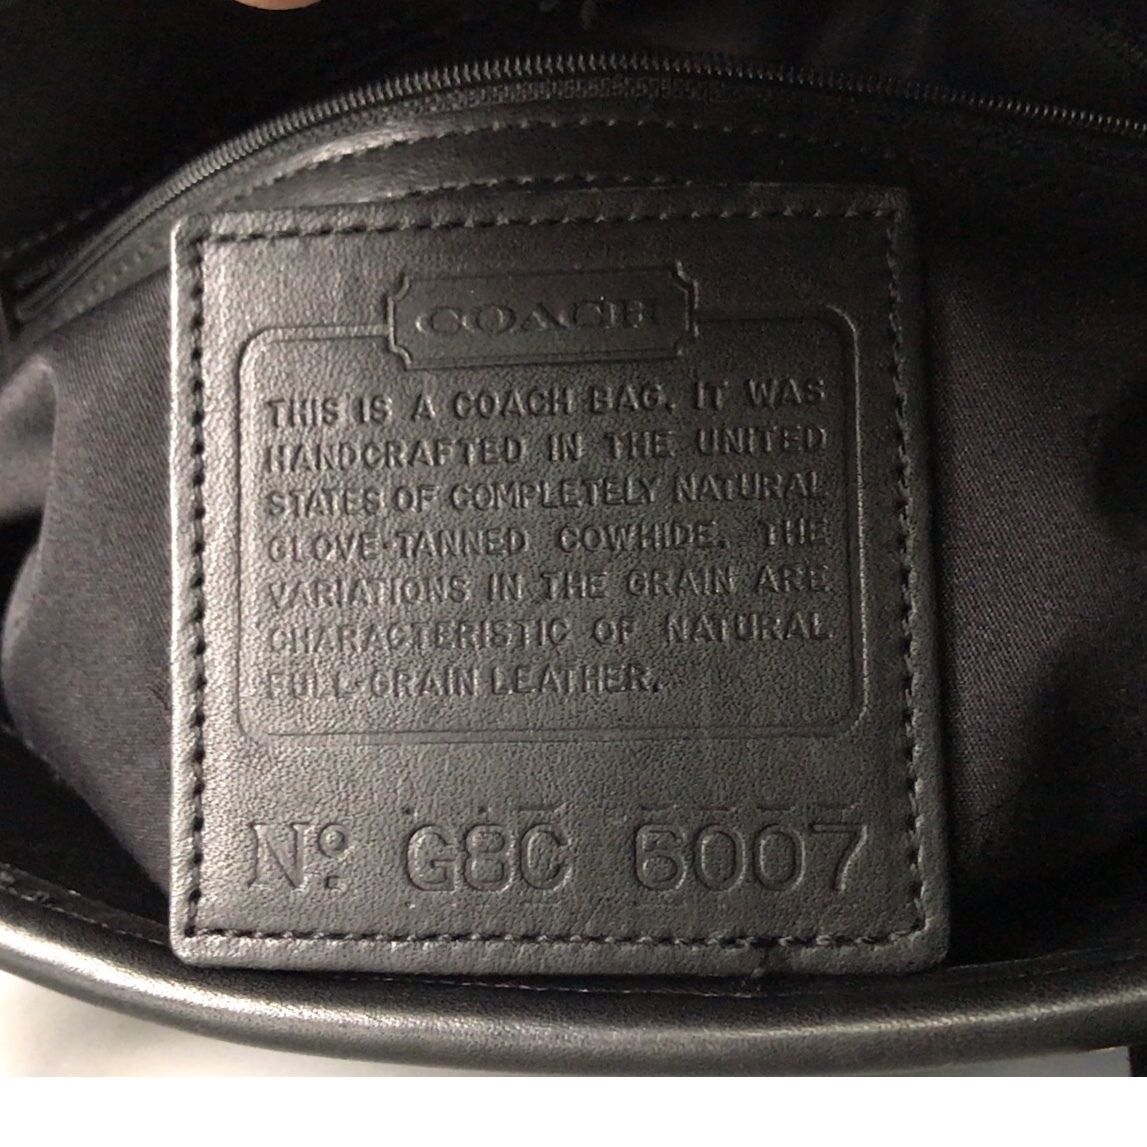 COACH
THIS IS A COACH BAG. IT WAS
HANDCRAFTED IN THE UNITED
STATES OF COMPLETELY NATURAL
GLOVE-TANNED COWHIDE. THE
VARIATIONS IN THE GRAIN ARE
CHARACTERISTIC OF NATURAL
FULL-GRAIN LEATHER.
Nº G8C 6007